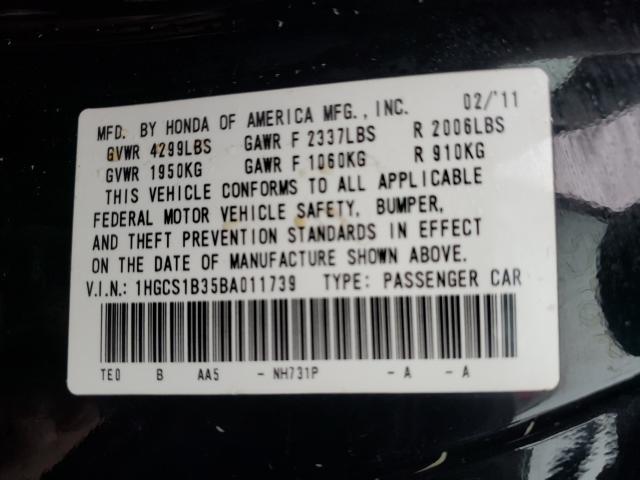 MFD. BY HONDA OF AMERICA MFG., INC. 02/'11
GVWR 4299LBS GAWR F 2337LBS R 2006LBS
GVWR 1950KG GAWR F 1060KG R 910KG
THIS VEHICLE CONFORMS TO ALL APPLICABLE
FEDERAL MOTOR VEHICLE SAFETY, BUMPER,
AND THEFT PREVENTION STANDARDS IN EFFECT
ON THE DATE OF MANUFACTURE SHOWN ABOVE.
V.I.N.: 1HGCS1B35BA011739 TYPE: PASSENGER CAR
TE0 B AA5 - NH731P - A - A